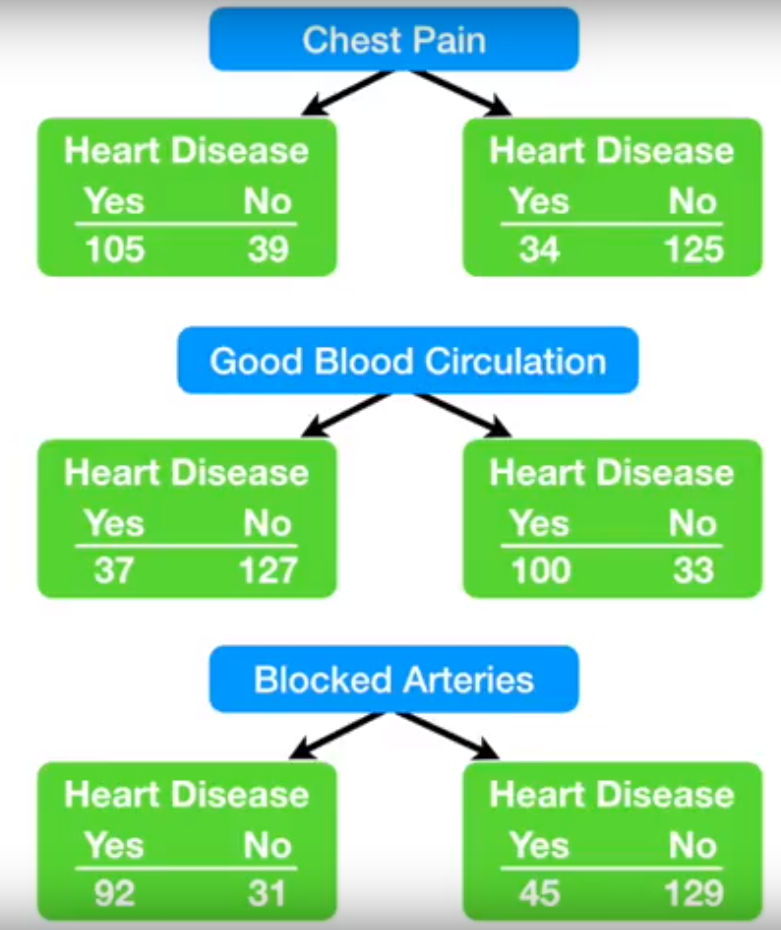 Chest Pain
Heart Disease Heart Disease
Yes No Yes No
105 39 34 125
Good Blood Circulation
Heart Disease Heart Disease
Yes No Yes No
37 127 100 33
Blocked Arteries
Heart Disease Heart Disease
Yes No Yes No
92 31 45 129